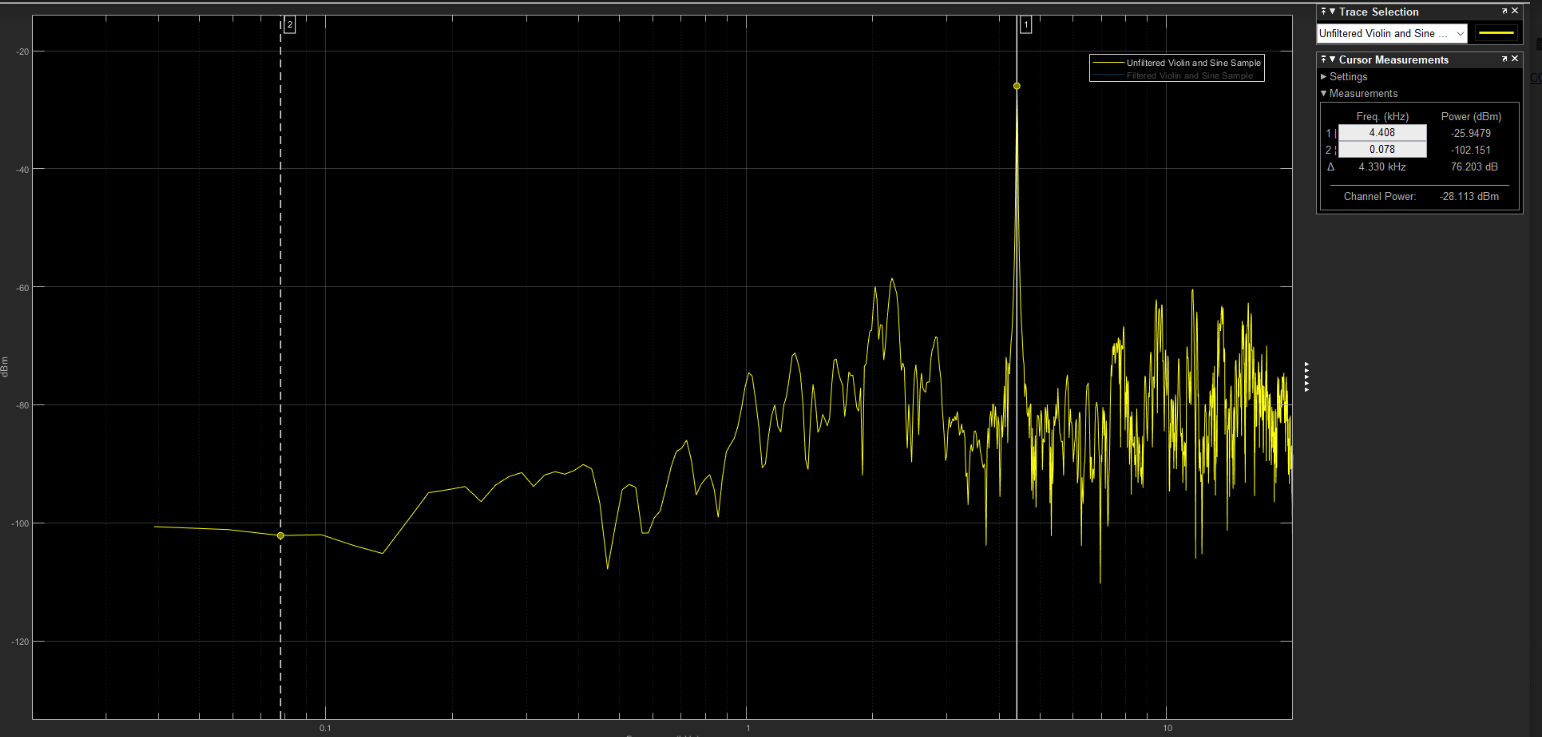 2
1
-20
-40
-60
-80
-100
-120
dBm
0.1
1
10
Unfiltered Violin and Sine Sample
Filtered Violin and Sine Sample
Trace Selection
Unfiltered Violin and Sine ...
Cursor Measurements
Settings
Measurements
Freq. (kHz) Power (dBm)
1 | 4.408 -25.9479
2 ¦ 0.078 -102.151
Δ 4.330 kHz 76.203 dB
Channel Power: -28.113 dBm